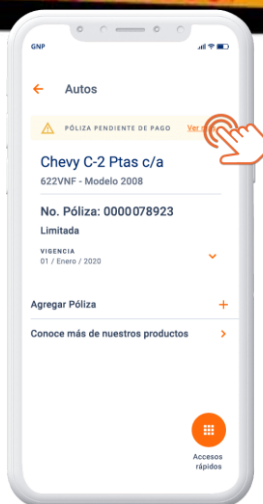 GNP
Autos
PÓLIZA PENDIENTE DE PAGO Ver
Chevy C-2 Ptas c/a
622VNF - Modelo 2008
No. Póliza: 0000078923
Limitada
VIGENCIA
01 / Enero / 2020
Agregar Póliza
Conoce más de nuestros productos
Accesos
rápidos